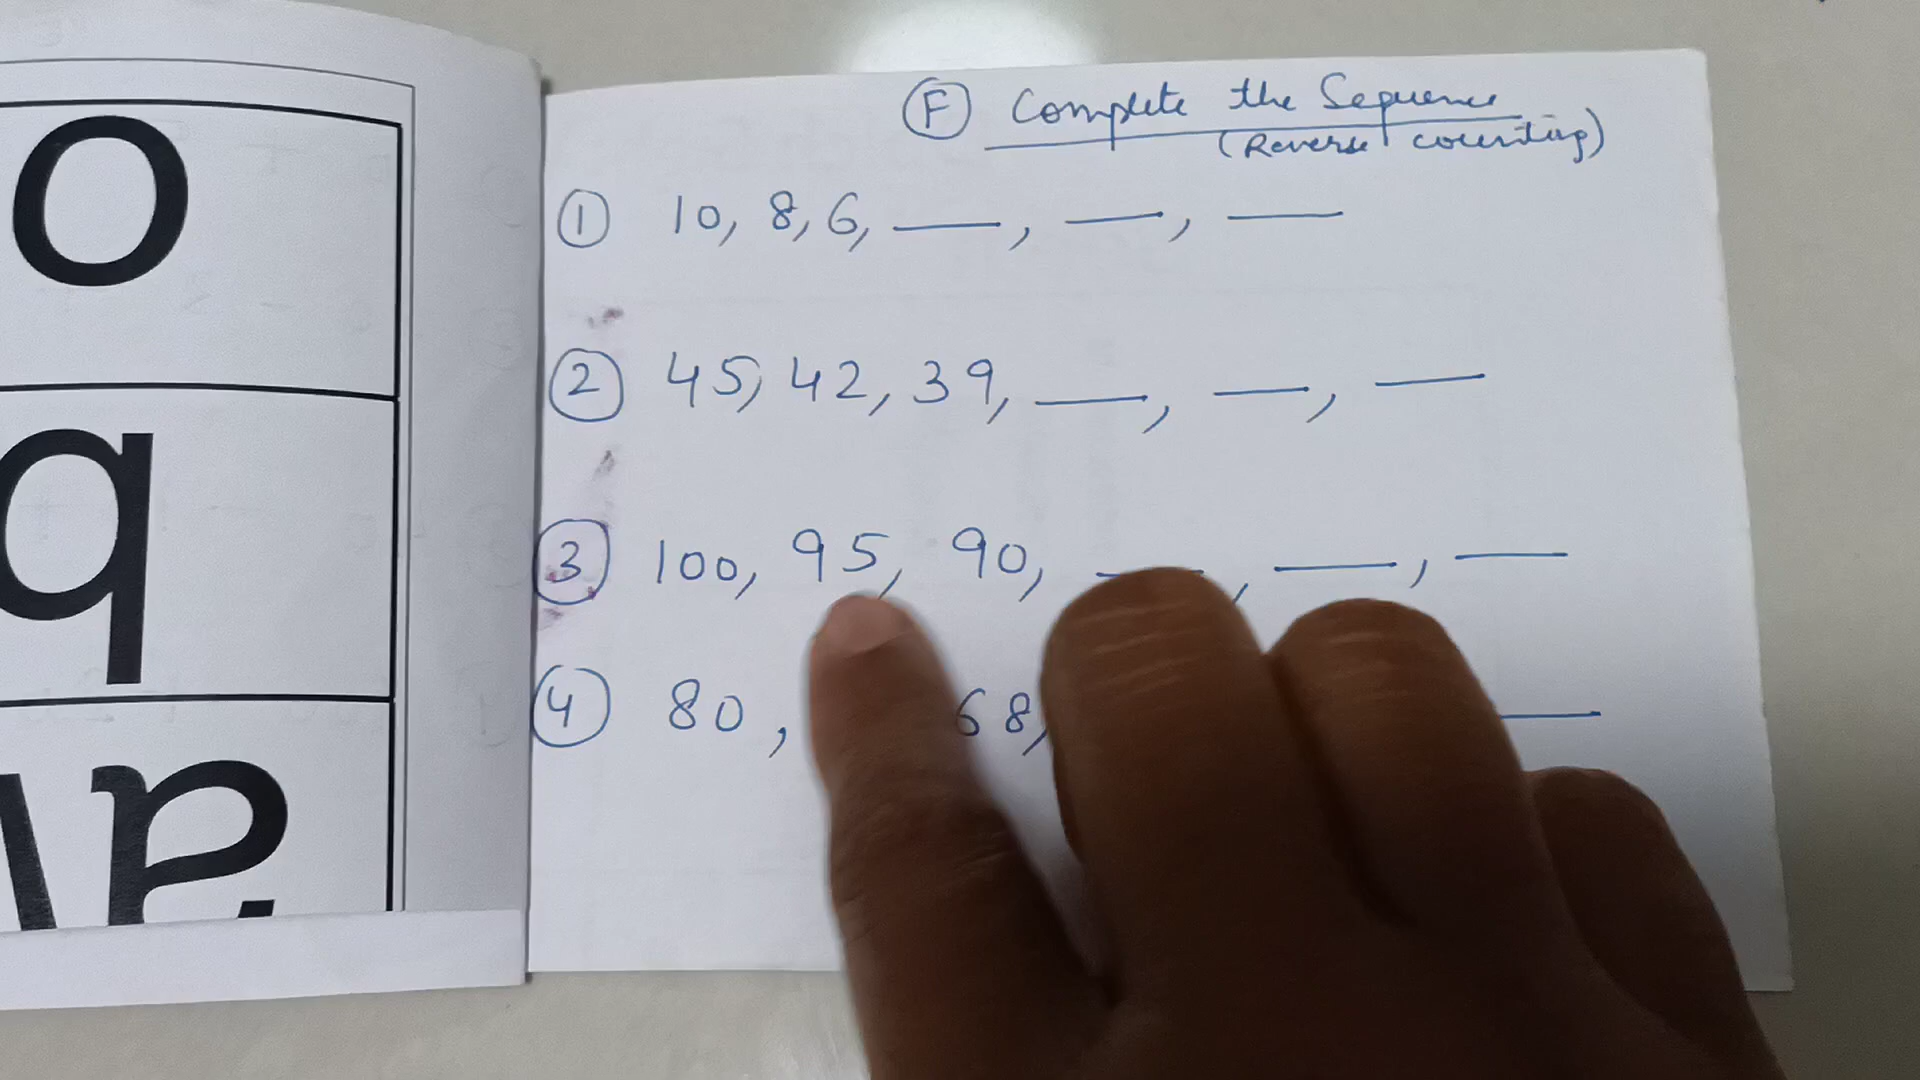 O
q
F Complete the Sequence
(Reverse counting)
1 10, 8, 6, ___, ___, ___
2 45, 42, 39, ___, ___, ___
3 100, 95, 90, ___, ___, ___
4 80, 68, ___